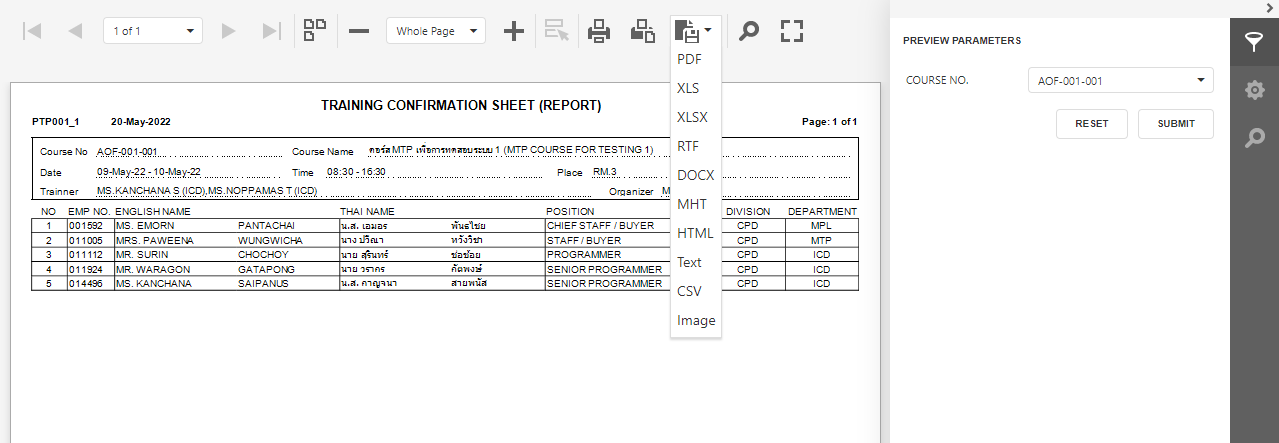 1 of 1 Whole Page
PDF
XLS
XLSX
RTF
DOCX
MHT
HTML
Text
CSV
Image
PREVIEW PARAMETERS
COURSE NO. AOF-001-001
RESET SUBMIT
TRAINING CONFIRMATION SHEET (REPORT)
PTP001_1 20-May-2022 Page: 1 of 1
Course No AOF-001-001 Course Name คอร์ส MTP เพื่อการทดสอบระบบ 1 (MTP COURSE FOR TESTING 1)
Date 09-May-22 - 10-May-22 Time 08:30 - 16:30 Place RM.3
Trainner MS.KANCHANA S (ICD),MS.NOPPAMAS T (ICD) Organizer M
NO EMP NO. ENGLISH NAME THAI NAME POSITION DIVISION DEPARTMENT
1 001592 MS. EMORN PANTACHAI น.ส. เอมอร พันธไชย CHIEF STAFF / BUYER CPD MPL
2 011005 MRS. PAWEENA WUNGWICHA นาง ปวีณา หวังวิชา STAFF / BUYER CPD MTP
3 011112 MR. SURIN CHOCHOY นาย สุรินทร์ ช่อช้อย PROGRAMMER CPD ICD
4 011924 MR. WARAGON GATAPONG นาย วรากร กัตพงษ์ SENIOR PROGRAMMER CPD ICD
5 014496 MS. KANCHANA SAIPANUS น.ส. กาญจนา สายพนัส SENIOR PROGRAMMER CPD ICD